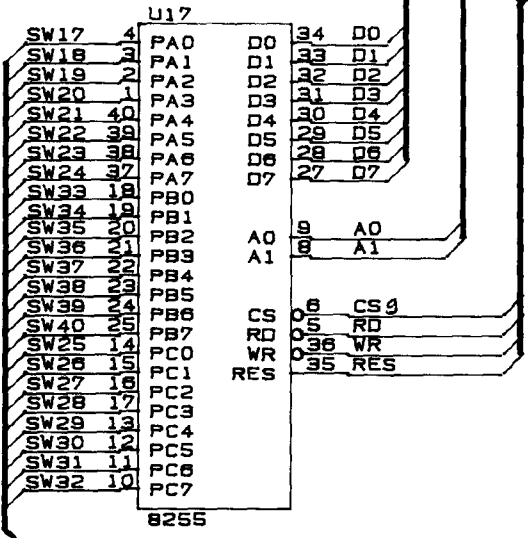 U17
SW17 4 PA0 D0 34 D0
SW18 3 PA1 D1 33 D1
SW19 2 PA2 D2 32 D2
SW20 1 PA3 D3 31 D3
SW21 40 PA4 D4 30 D4
SW22 39 PA5 D5 29 D5
SW23 38 PA6 D6 28 D6
SW24 37 PA7 D7 27 D7
SW33 18 PB0
SW34 19 PB1
SW35 20 PB2 A0 9 A0
SW36 21 PB3 A1 8 A1
SW37 22 PB4
SW38 23 PB5
SW39 24 PB6 CS 6 CS9
SW40 25 PB7 RD 5 RD
SW25 14 PC0 WR 36 WR
SW26 15 PC1 RES 35 RES
SW27 16 PC2
SW28 17 PC3
SW29 13 PC4
SW30 12 PC5
SW31 11 PC6
SW32 10 PC7
8255